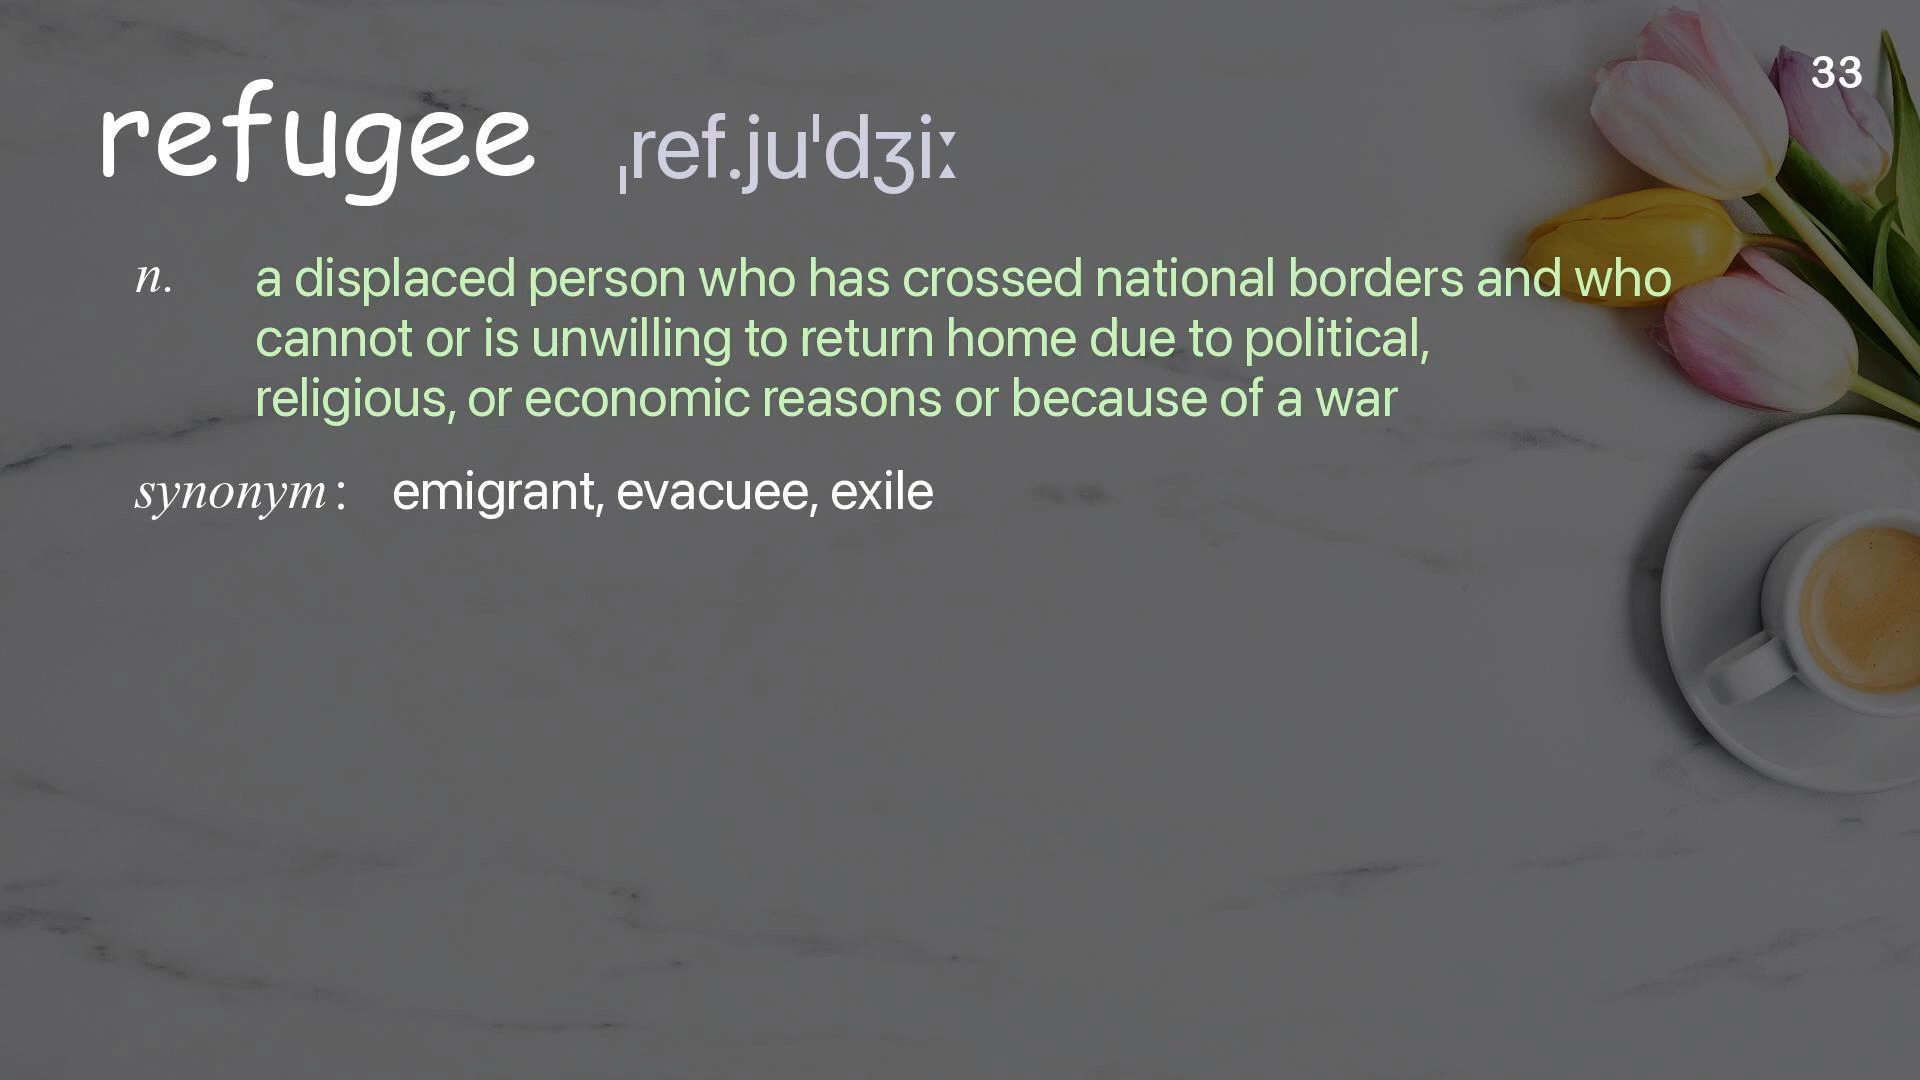 33
refugee ˌref.juˈdʒiː
n. a displaced person who has crossed national borders and who
cannot or is unwilling to return home due to political,
religious, or economic reasons or because of a war
synonym: emigrant, evacuee, exile